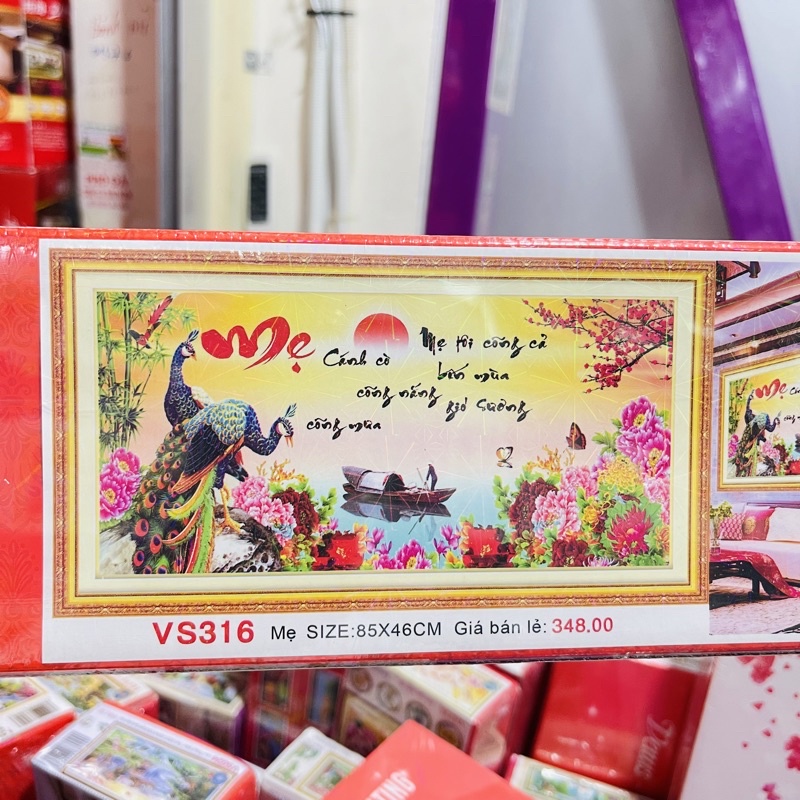 Mẹ
Cánh cò
cõng nắng
cõng mưa
Mẹ tôi cõng cả
bốn mùa
gió sương
VS316 Mẹ SIZE:85X46CM Giá bán lẻ: 348.00
Mẹ